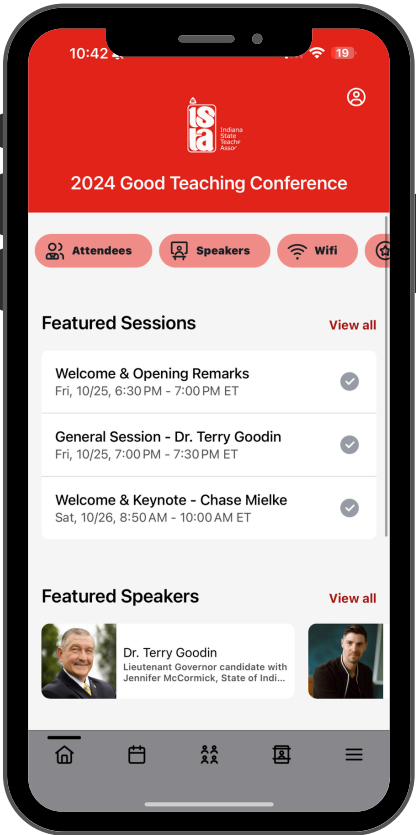 10:42
19
ista
Indiana
State
2024 Good Teaching Conference
Attendees
Speakers
Wifi
Featured Sessions
View all
Welcome & Opening Remarks
Fri, 10/25, 6:30 PM - 7:00 PM ET
General Session - Dr. Terry Goodin
Fri, 10/25, 7:00 PM - 7:30 PM ET
Welcome & Keynote - Chase Mielke
Sat, 10/26, 8:50 AM - 10:00 AM ET
Featured Speakers
View all
Dr. Terry Goodin
Lieutenant Governor candidate with
Jennifer McCormick, State of Indi...